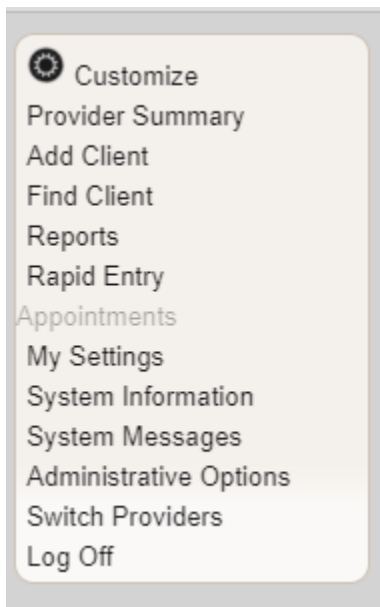 Customize
Provider Summary
Add Client
Find Client
Reports
Rapid Entry
Appointments
My Settings
System Information
System Messages
Administrative Options
Switch Providers
Log Off